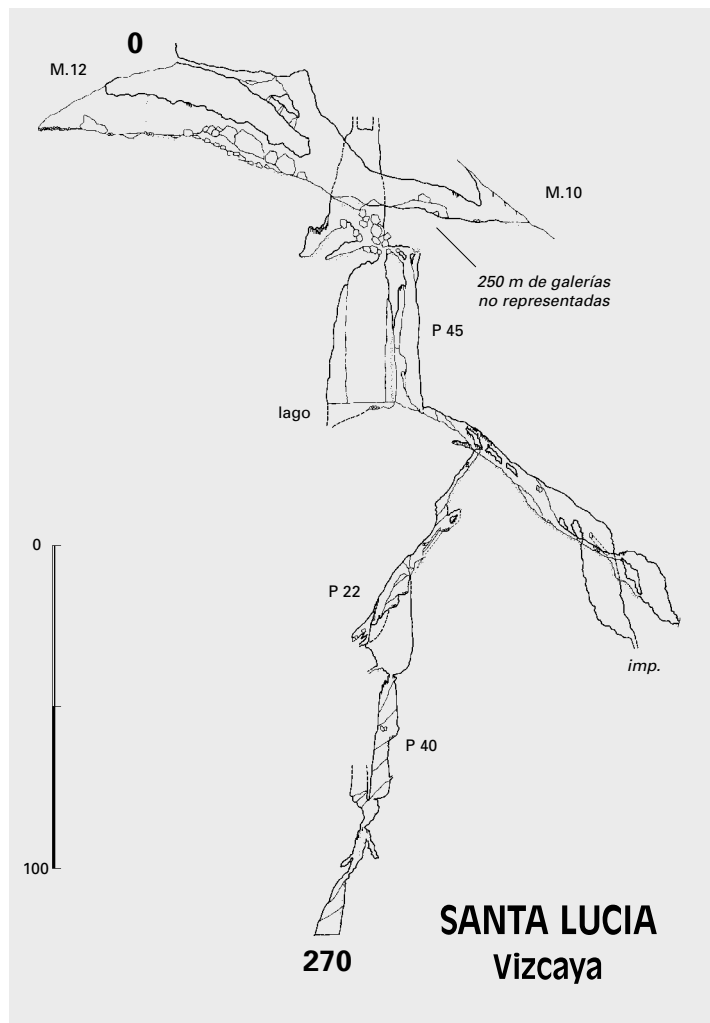 0
M.12
M.10
250 m de galerías
no representadas
P 45
lago
0
P 22
imp.
P 40
100
SANTA LUCIA
270
Vizcaya